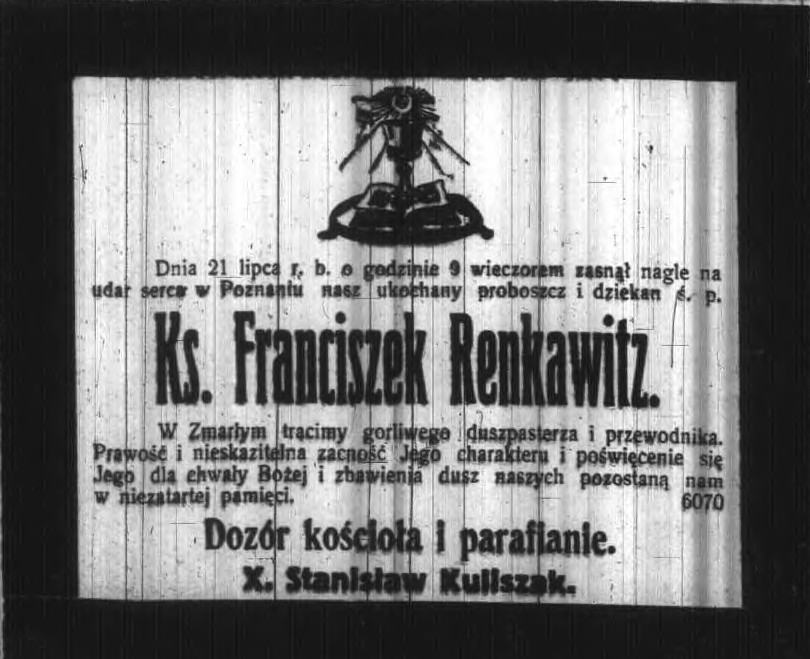 Dnia 21 lipca r. b. o godzinie 9 wieczorem zasnął nagle na
udar serca w Poznaniu nasz ukochany proboszcz i dziekan ś. p.
Ks. Franciszek Renkawitz.
W Zmarłym tracimy gorliwego duszpasterza i przewodnika.
Prawość i nieskazitelna zacność Jego charakteru i poświęcenie się
Jego dla chwały Bożej i zbawienia dusz naszych pozostaną nam
w niezatartej pamięci. 6070
Dozór kościoła i parafianie.
X. Stanisław Kuliszak.